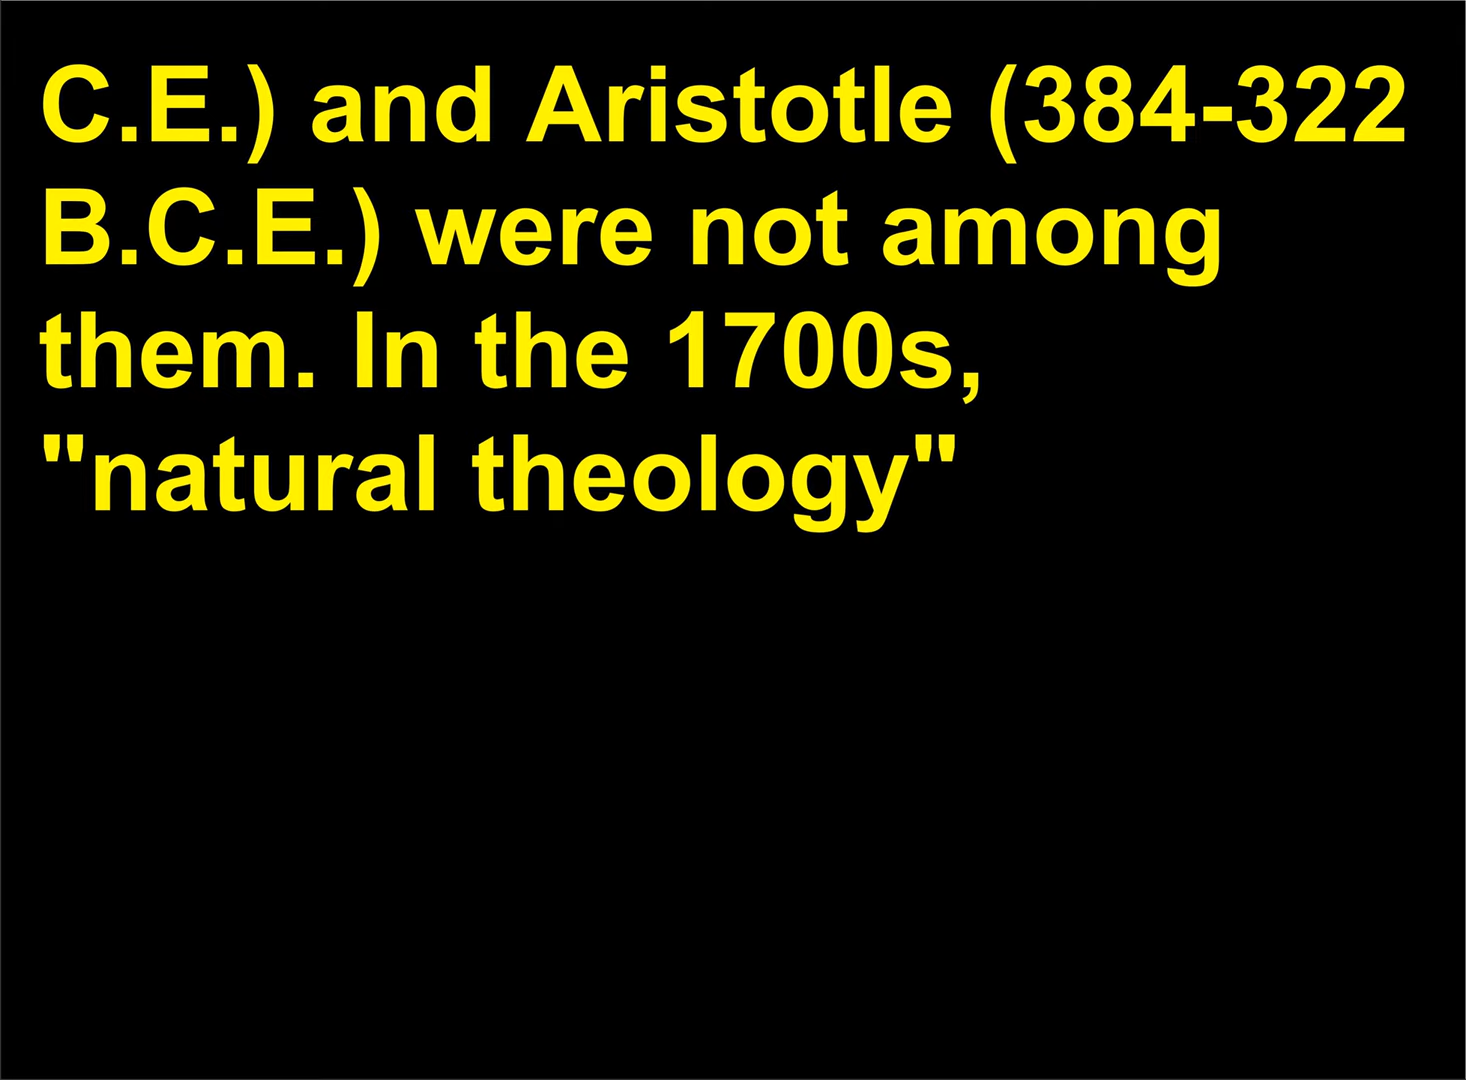 C.E.) and Aristotle (384-322
B.C.E.) were not among
them. In the 1700s,
"natural theology"